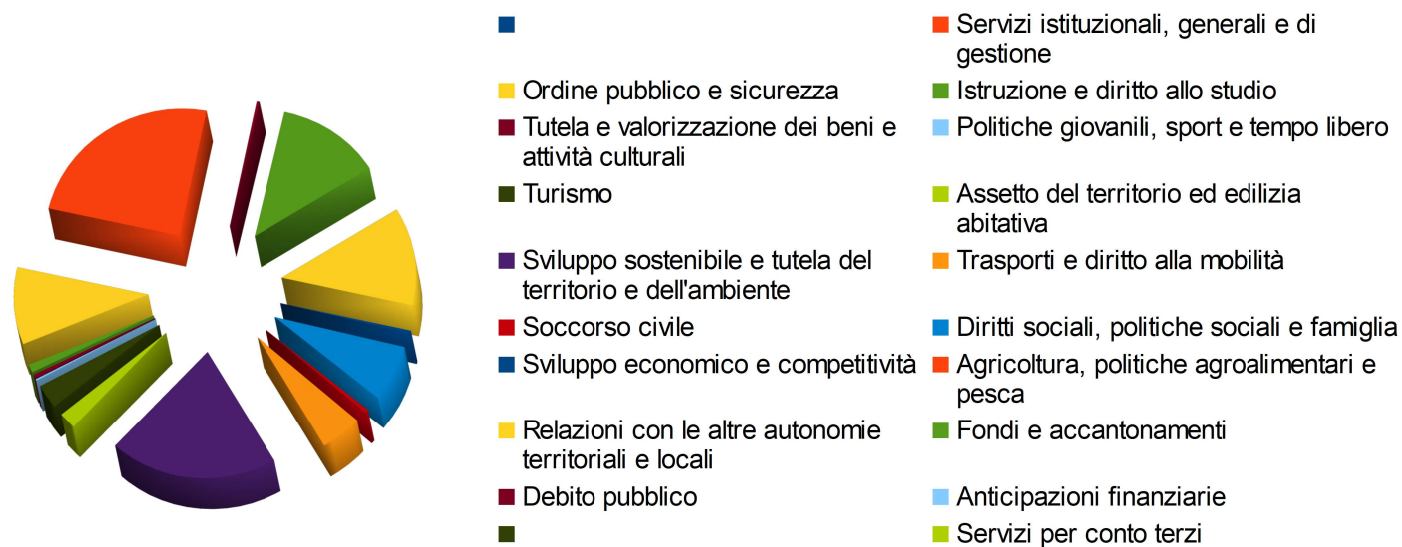 Servizi istituzionali, generali e di
gestione
Ordine pubblico e sicurezza
Istruzione e diritto allo studio
Tutela e valorizzazione dei beni e
attività culturali
Politiche giovanili, sport e tempo libero
Turismo
Assetto del territorio ed edilizia
abitativa
Sviluppo sostenibile e tutela del
territorio e dell'ambiente
Trasporti e diritto alla mobilità
Soccorso civile
Diritti sociali, politiche sociali e famiglia
Sviluppo economico e competitività
Agricoltura, politiche agroalimentari e
pesca
Relazioni con le altre autonomie
territoriali e locali
Fondi e accantonamenti
Debito pubblico
Anticipazioni finanziarie
Servizi per conto terzi